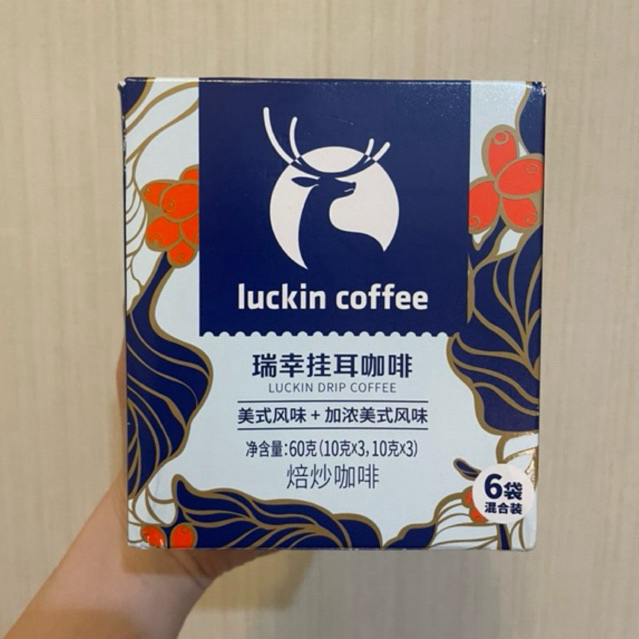 luckin coffee
瑞幸挂耳咖啡
LUCKIN DRIP COFFEE
美式风味 + 加浓美式风味
净含量:60克(10克x3, 10克x3)
焙炒咖啡
6袋
混合装